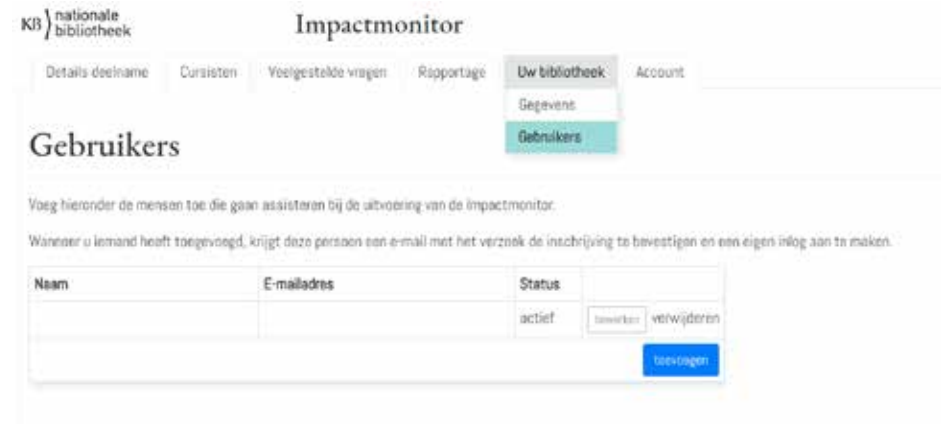 KB nationale
bibliotheek
Impactmonitor
Details deelname Cursisten Veelgestelde vragen Rapportage Uw bibliotheek Account
Gegevens
Gebruikers
Gebruikers
Voeg hieronder de mensen toe die gaan assisteren bij de uitvoering van de Impactmonitor.
Wanneer u iemand heeft toegevoegd, krijgt deze persoon een e-mail met het verzoek de inschrijving te bevestigen en een eigen inlog aan te maken.
Naam E-mailadres Status
actief bewerken verwijderen
toevoegen